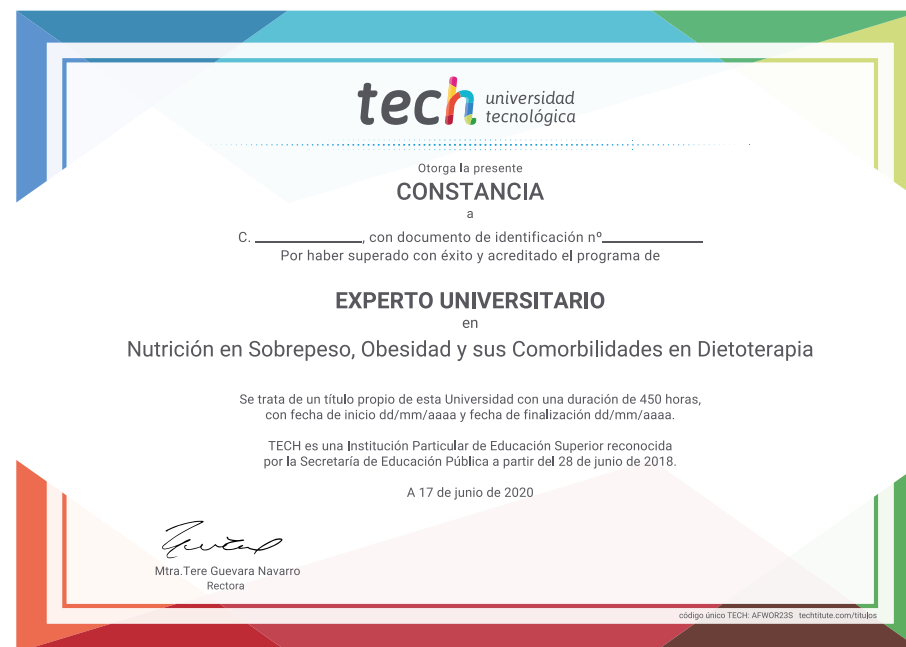 tech universidad
tecnológica
Otorga la presente
CONSTANCIA
a
C. ____________, con documento de identificación nº____________
Por haber superado con éxito y acreditado el programa de
EXPERTO UNIVERSITARIO
en
Nutrición en Sobrepeso, Obesidad y sus Comorbilidades en Dietoterapia
Se trata de un título propio de esta Universidad con una duración de 450 horas,
con fecha de inicio dd/mm/aaaa y fecha de finalización dd/mm/aaaa.
TECH es una Institución Particular de Educación Superior reconocida
por la Secretaría de Educación Pública a partir del 28 de junio de 2018.
A 17 de junio de 2020
Mtra.Tere Guevara Navarro
Rectora
código único TECH: AFWOR23S techtitute.com/titulos